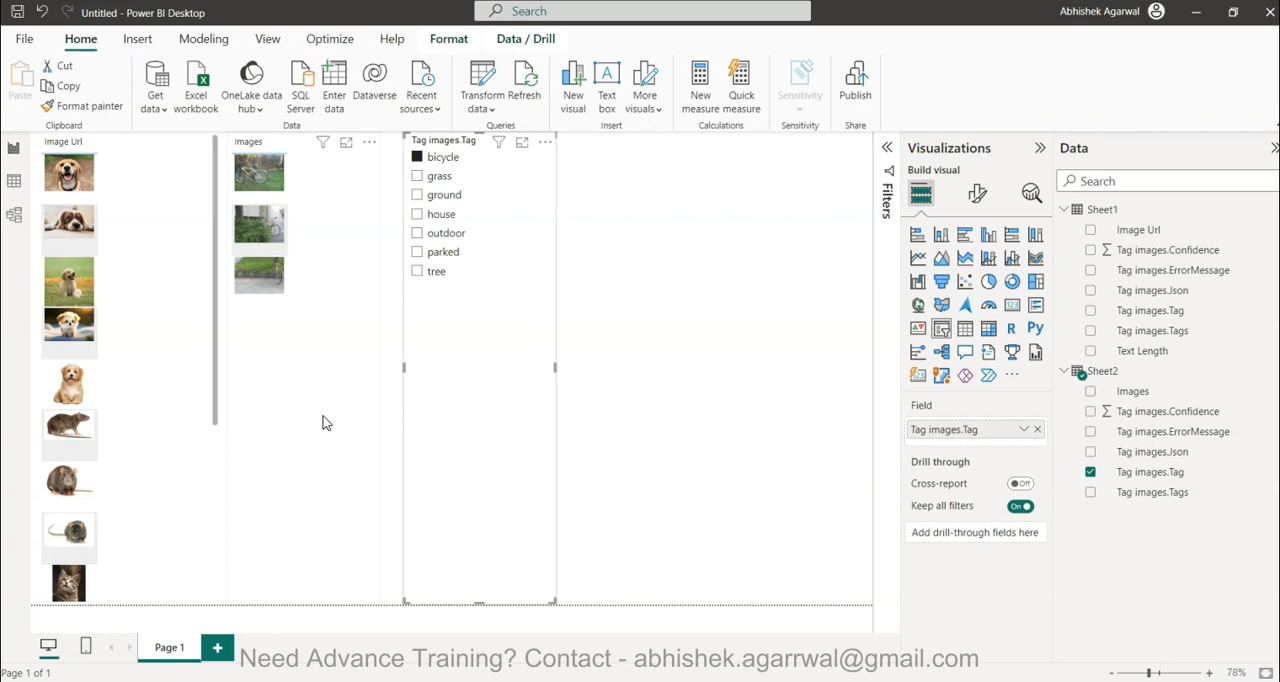 Untitled - Power BI Desktop
Search
Abhishek Agarwal
File
Home
Insert
Modeling
View
Optimize
Help
Format
Data / Drill
Paste
Cut
Copy
Format painter
Clipboard
Get
data
Excel
workbook
OneLake data
hub
SQL
Server
Enter
data
Dataverse
Recent
sources
Data
Transform
data
Refresh
Queries
New
visual
Text
box
More
visuals
Insert
New
measure
Quick
measure
Calculations
Sensitivity
Sensitivity
Publish
Share
Image Url
Images
Tag images.Tag
bicycle
grass
ground
house
outdoor
parked
tree
Filters
Visualizations
Build visual
Field
Tag images.Tag
Drill through
Cross-report
Off
Keep all filters
On
Add drill-through fields here
Data
Search
Sheet1
Image Url
Tag images.Confidence
Tag images.ErrorMessage
Tag images.Json
Tag images.Tag
Tag images.Tags
Text Length
Sheet2
Images
Tag images.Confidence
Tag images.ErrorMessage
Tag images.Json
Tag images.Tag
Tag images.Tags
Page 1
Need Advance Training? Contact - abhishek.agarrwal@gmail.com
Page 1 of 1
78%